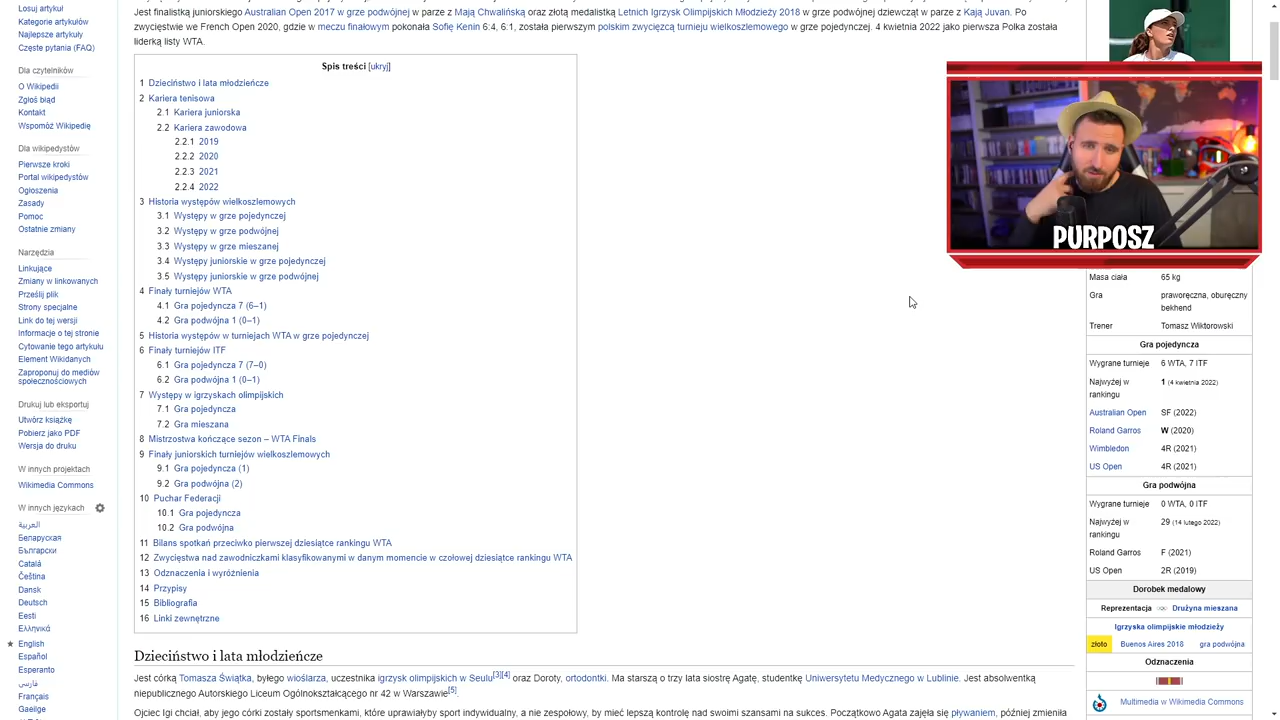 Losuj artykuł
Kategorie artykułów
Najlepsze artykuły
Częste pytania (FAQ)
Dla czytelników
O Wikipedii
Zgłoś błąd
Kontakt
Wspomóż Wikipedię
Dla wikipedystów
Pierwsze kroki
Portal wikipedystów
Ogłoszenia
Zasady
Pomoc
Ostatnie zmiany
Narzędzia
Linkujące
Zmiany w linkowanych
Prześlij plik
Strony specjalne
Link do tej wersji
Informacje o tej stronie
Cytowanie tego artykułu
Element Wikidanych
Zaproponuj do mediów
społecznościowych
Drukuj lub eksportuj
Utwórz książkę
Pobierz jako PDF
Wersja do druku
W innych projektach
Wikimedia Commons
W innych językach
العربية
Беларуская
Български
Català
Čeština
Dansk
Deutsch
Eesti
Ελληνικά
English
Español
Esperanto
فارسی
Français
Gaeilge
Jest finalistką juniorskiego Australian Open 2017 w grze podwójnej w parze z Mają Chwalińską oraz złotą medalistką Letnich Igrzysk Olimpijskich Młodzieży 2018 w grze podwójnej dziewcząt w parze z Kają Juvan. Po
zwycięstwie we French Open 2020, gdzie w meczu finałowym pokonała Sofię Kenin 6:4, 6:1, została pierwszym polskim zwycięzcą turnieju wielkoszlemowego w grze pojedynczej. 4 kwietnia 2022 jako pierwsza Polka została
liderką listy WTA.
Spis treści [ukryj]
1 Dzieciństwo i lata młodzieńcze
2 Kariera tenisowa
2.1 Kariera juniorska
2.2 Kariera zawodowa
2.2.1 2019
2.2.2 2020
2.2.3 2021
2.2.4 2022
3 Historia występów wielkoszlemowych
3.1 Występy w grze pojedynczej
3.2 Występy w grze podwójnej
3.3 Występy w grze mieszanej
3.4 Występy juniorskie w grze pojedynczej
3.5 Występy juniorskie w grze podwójnej
4 Finały turniejów WTA
4.1 Gra pojedyncza 7 (6–1)
4.2 Gra podwójna 1 (0–1)
5 Historia występów w turniejach WTA w grze pojedynczej
6 Finały turniejów ITF
6.1 Gra pojedyncza 7 (7–0)
6.2 Gra podwójna 1 (0–1)
7 Występy w igrzyskach olimpijskich
7.1 Gra pojedyncza
7.2 Gra mieszana
8 Mistrzostwa kończące sezon – WTA Finals
9 Finały juniorskich turniejów wielkoszlemowych
9.1 Gra pojedyncza (1)
9.2 Gra podwójna (2)
10 Puchar Federacji
10.1 Gra pojedyncza
10.2 Gra podwójna
11 Bilans spotkań przeciwko pierwszej dziesiątce rankingu WTA
12 Zwycięstwa nad zawodniczkami klasyfikowanymi w danym momencie w czołowej dziesiątce rankingu WTA
13 Odznaczenia i wyróżnienia
14 Przypisy
15 Bibliografia
16 Linki zewnętrzne
Dzieciństwo i lata młodzieńcze
Jest córką Tomasza Świątka, byłego wioślarza, uczestnika igrzysk olimpijskich w Seulu[3][4] oraz Doroty, ortodontki. Ma starszą o trzy lata siostrę Agatę, studentkę Uniwersytetu Medycznego w Lublinie. Jest absolwentką
niepublicznego Autorskiego Liceum Ogólnokształcącego nr 42 w Warszawie[5].
Ojciec Igi chciał, aby jego córki zostały sportsmenkami, które uprawiałyby sport indywidualny, a nie zespołowy, by mieć lepszą kontrolę nad swoimi szansami na sukces. Początkowo Agata zajęła się pływaniem, później zmieniła
PURPOSZ
Masa ciała 65 kg
Gra praworęczna, oburęczny
bekhend
Trener Tomasz Wiktorowski
Gra pojedyncza
Wygrane turnieje 6 WTA, 7 ITF
Najwyżej w
rankingu 1 (4 kwietnia 2022)
Australian Open SF (2022)
Roland Garros W (2020)
Wimbledon 4R (2021)
US Open 4R (2021)
Gra podwójna
Wygrane turnieje 0 WTA, 0 ITF
Najwyżej w
rankingu 29 (14 lutego 2022)
Roland Garros F (2021)
US Open 2R (2019)
Dorobek medalowy
Reprezentacja Drużyna mieszana
Igrzyska olimpijskie młodzieży
złoto Buenos Aires 2018 gra podwójna
Odznaczenia
Multimedia w Wikimedia Commons